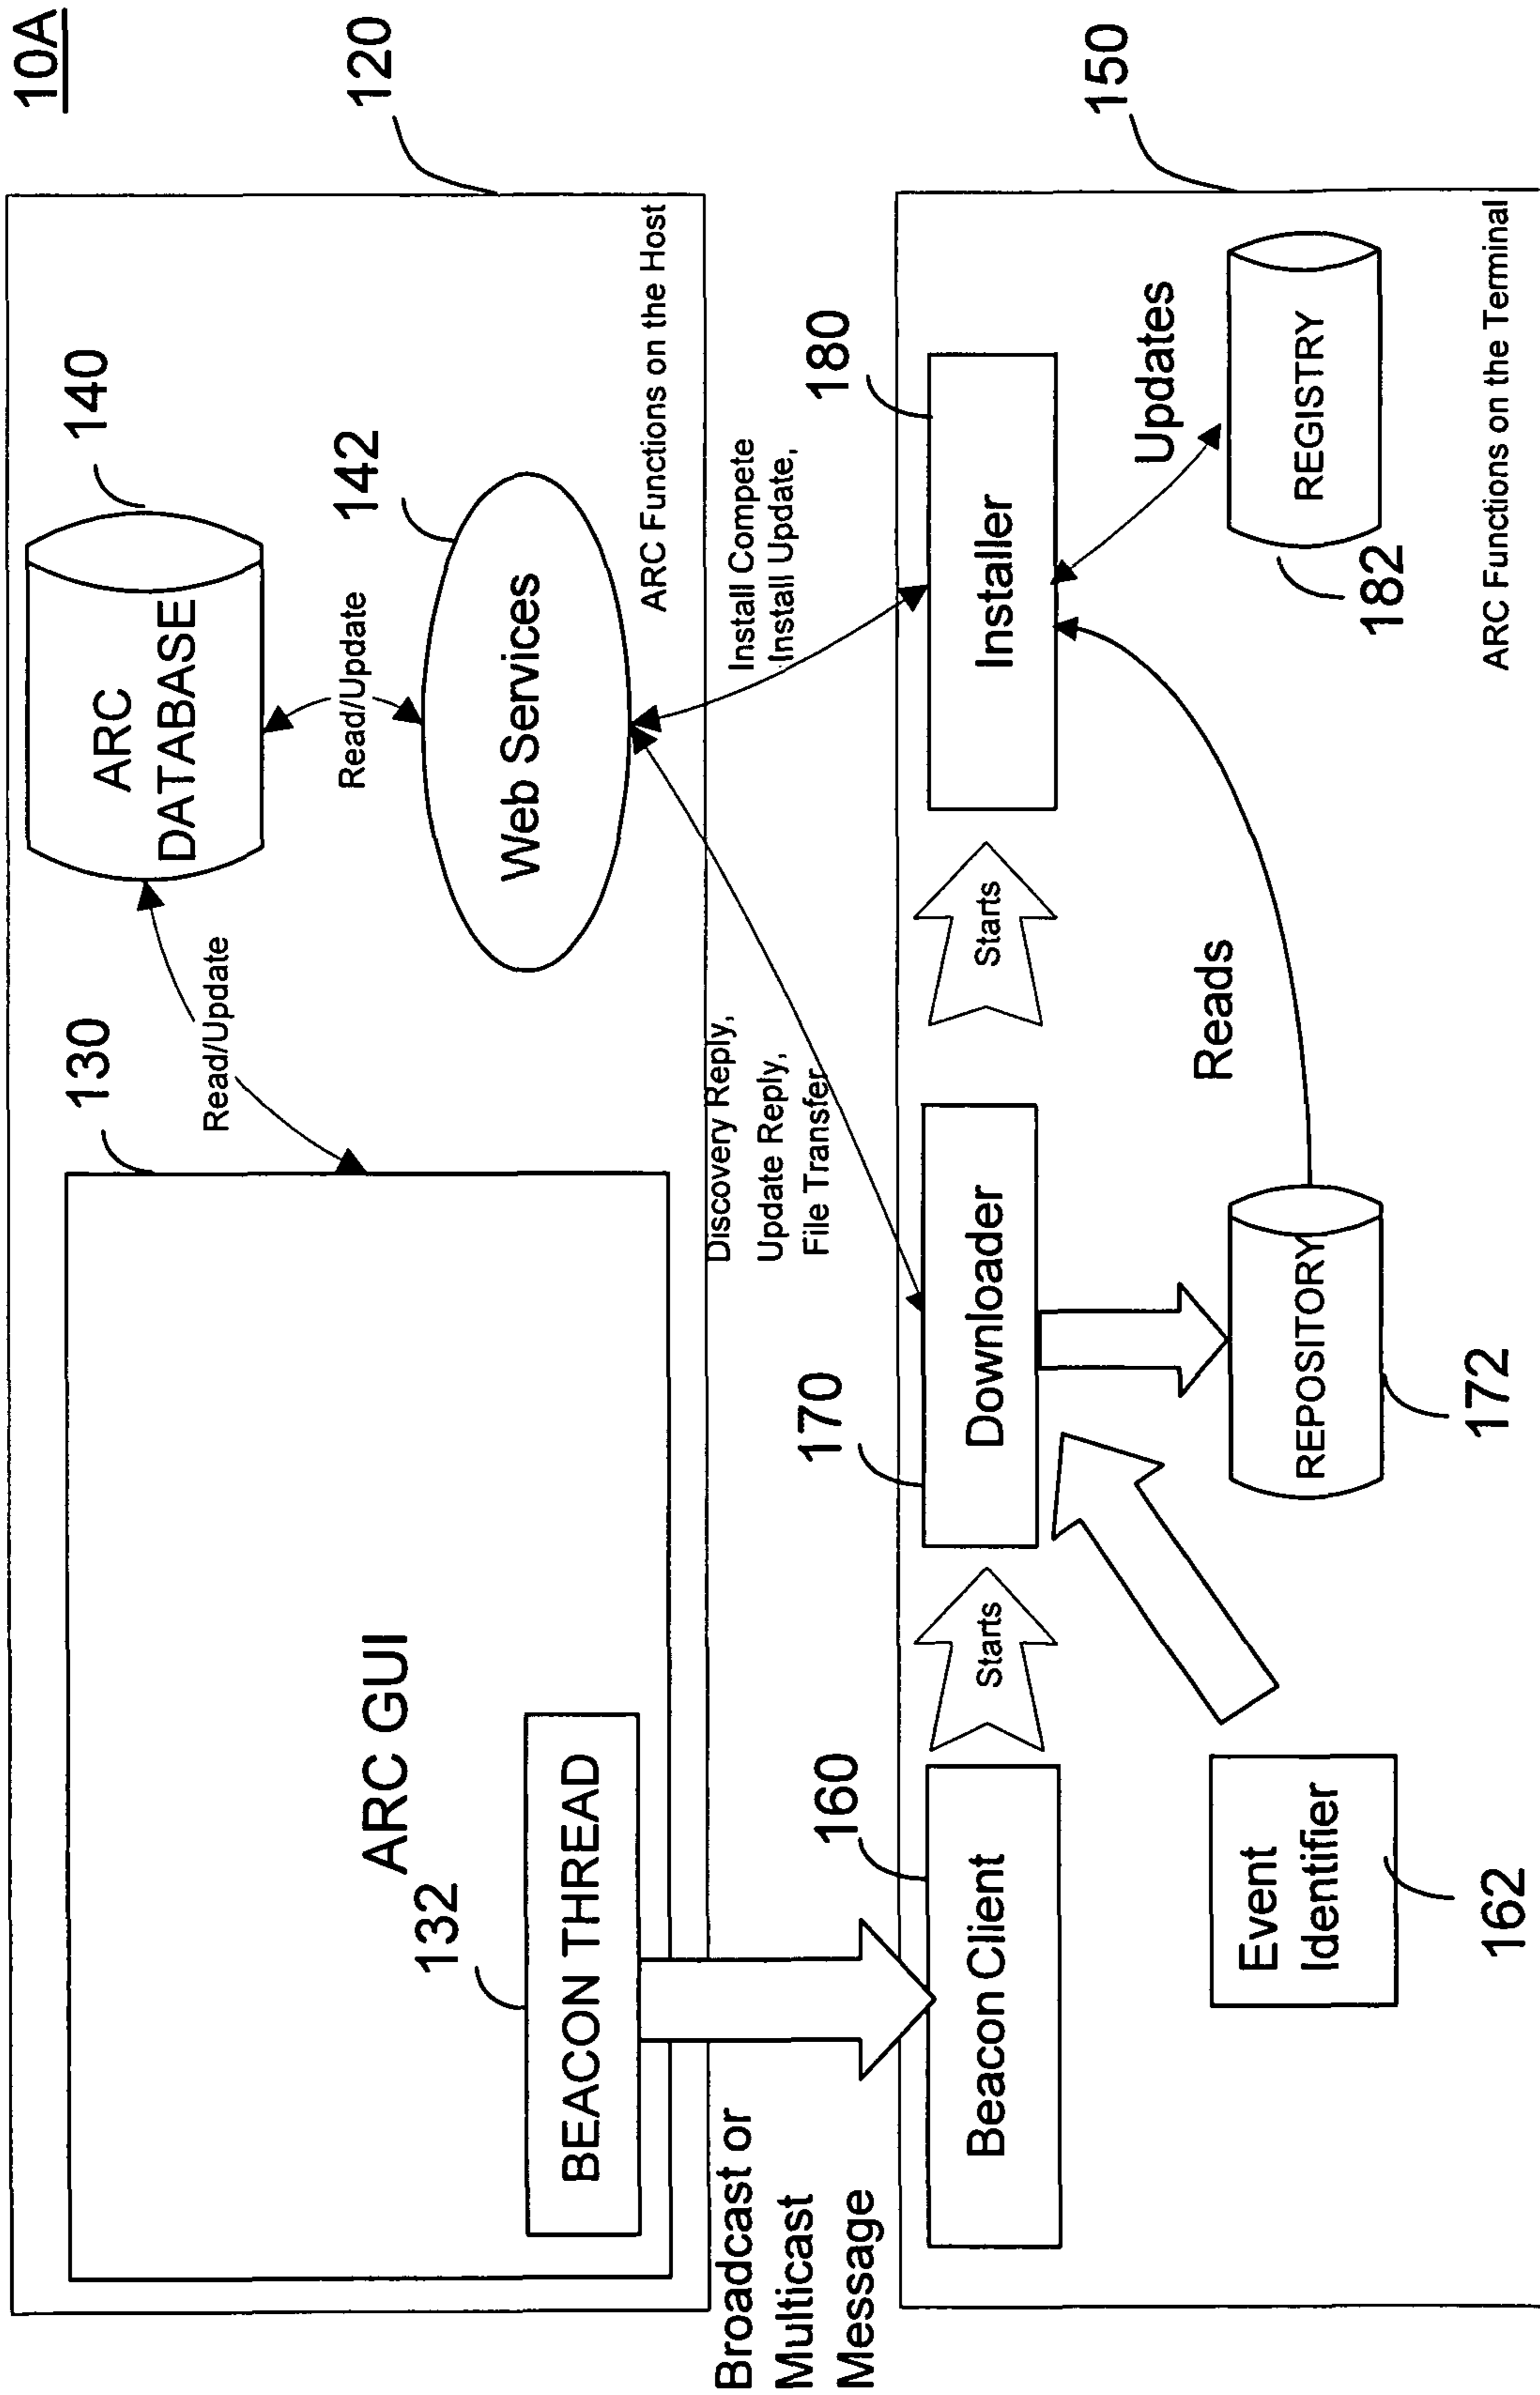 10A
120
130
140
ARC
DATABASE
Read/Update
Read/Update
142
Web Services
ARC GUI
132
BEACON THREAD
ARC Functions on the Host
Broadcast or
Multicast
Message
Discovery Reply,
Update Reply,
File Transfer
Install Compete
Install Update,
150
160
Beacon Client
Starts
170
Downloader
Starts
180
Installer
Updates
Reads
Event
Identifier
162
REPOSITORY
172
REGISTRY
182
ARC Functions on the Terminal